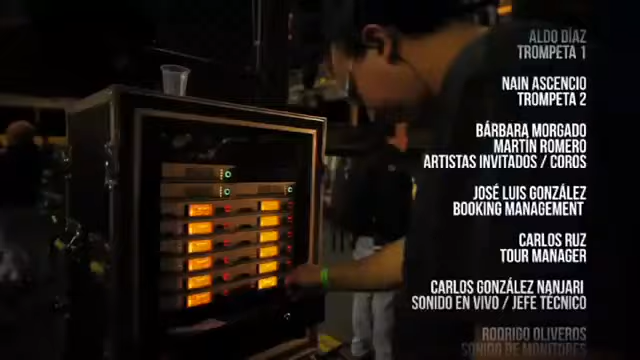 ALDO DÍAZ
TROMPETA 1
NAIN ASCENCIO
TROMPETA 2
BÁRBARA MORGADO
MARTÍN ROMERO
ARTISTAS INVITADOS / COROS
JOSÉ LUIS GONZÁLEZ
BOOKING MANAGEMENT
CARLOS RUZ
TOUR MANAGER
CARLOS GONZÁLEZ NANJARI
SONIDO EN VIVO / JEFE TÉCNICO
RODRIGO OLIVEROS
SONIDO DE MONITORES